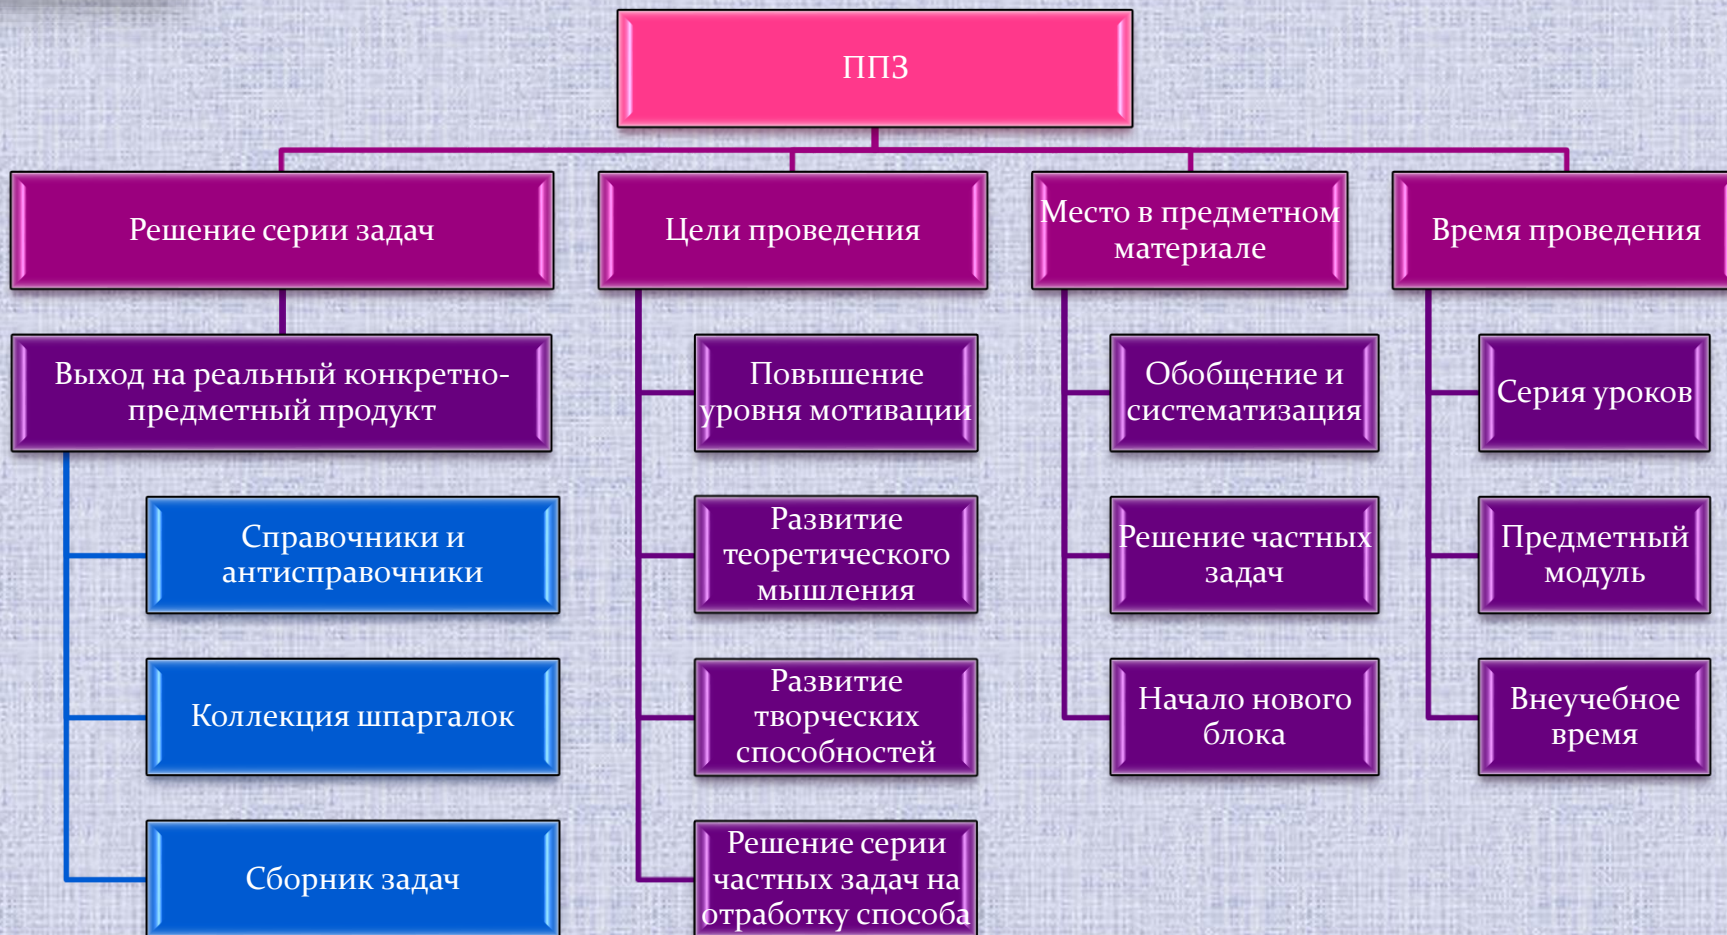 ППЗ
Решение серии задач
Выход на реальный конкретно-
предметный продукт
Справочники и
антисправочники
Коллекция шпаргалок
Сборник задач
Цели проведения
Повышение
уровня мотивации
Развитие
теоретического
мышления
Развитие
творческих
способностей
Решение серии
частных задач на
отработку способа
Место в предметном
материале
Обобщение и
систематизация
Решение частных
задач
Начало нового
блока
Время проведения
Серия уроков
Предметный
модуль
Внеучебное
время